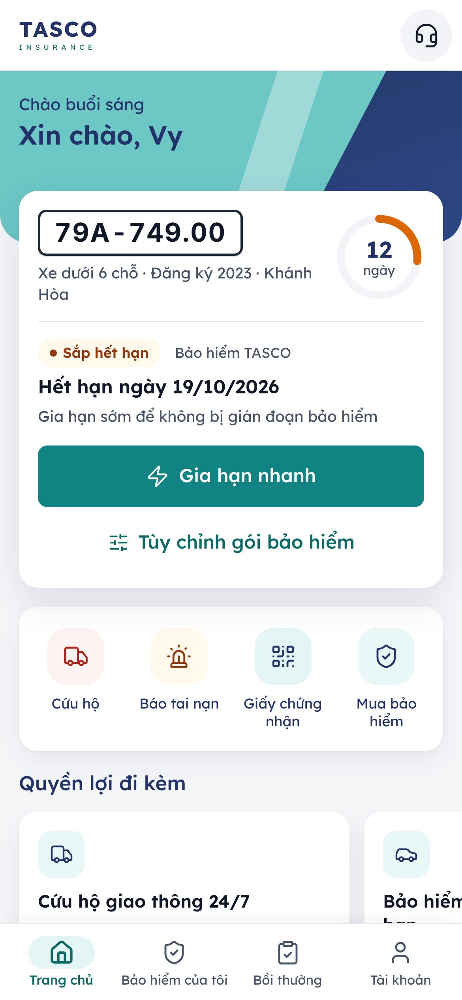 TASCO
INSURANCE
Chào buổi sáng
Xin chào, Vy
79A-749.00
12
ngày
Xe dưới 6 chỗ · Đăng ký 2023 · Khánh
Hòa
Sắp hết hạn
Bảo hiểm TASCO
Hết hạn ngày 19/10/2026
Gia hạn sớm để không bị gián đoạn bảo hiểm
Gia hạn nhanh
Tùy chỉnh gói bảo hiểm
Cứu hộ
Báo tai nạn
Giấy chứng
nhận
Mua bảo
hiểm
Quyền lợi đi kèm
Cứu hộ giao thông 24/7
Bảo hiểm
Trang chủ
Bảo hiểm của tôi
Bồi thường
Tài khoản